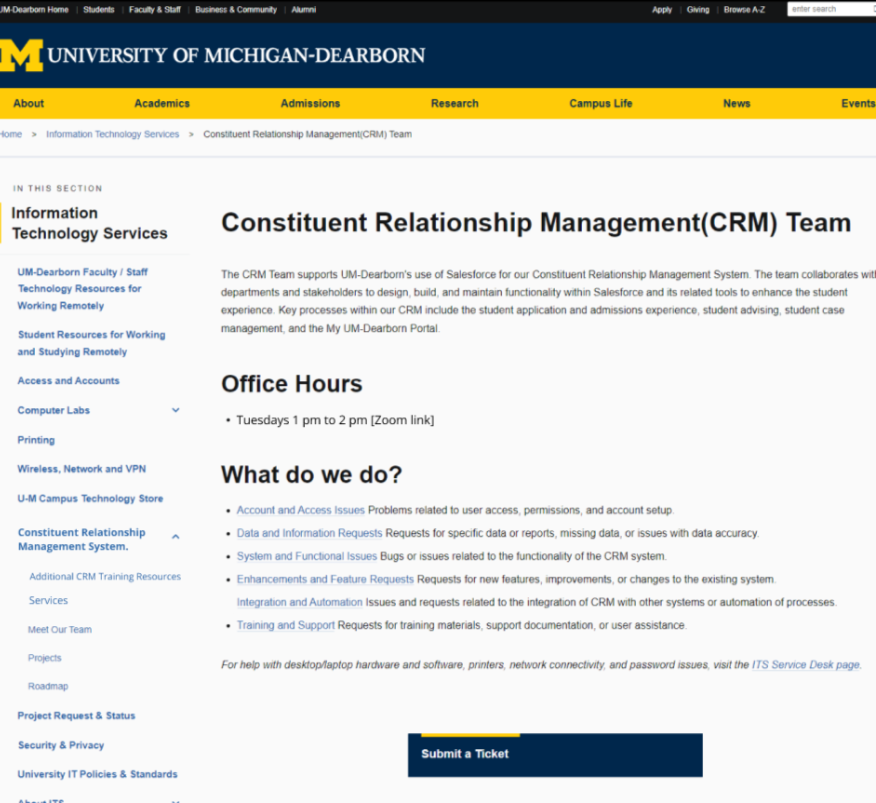 UM-Dearborn Home | Students | Faculty & Staff | Business & Community | Alumni
Apply | Giving | Browse A-Z
enter search
M UNIVERSITY OF MICHIGAN-DEARBORN
About Academics Admissions Research Campus Life News Events
Home > Information Technology Services > Constituent Relationship Management(CRM) Team
IN THIS SECTION
Information
Technology Services
UM-Dearborn Faculty / Staff
Technology Resources for
Working Remotely
Student Resources for Working
and Studying Remotely
Access and Accounts
Computer Labs
Printing
Wireless, Network and VPN
U-M Campus Technology Store
Constituent Relationship
Management System.
Additional CRM Training Resources
Services
Meet Our Team
Projects
Roadmap
Project Request & Status
Security & Privacy
University IT Policies & Standards
About ITS
Constituent Relationship Management(CRM) Team
The CRM Team supports UM-Dearborn's use of Salesforce for our Constituent Relationship Management System. The team collaborates with
departments and stakeholders to design, build, and maintain functionality within Salesforce and its related tools to enhance the student
experience. Key processes within our CRM include the student application and admissions experience, student advising, student case
management, and the My UM-Dearborn Portal.
Office Hours
• Tuesdays 1 pm to 2 pm [Zoom link]
What do we do?
• Account and Access Issues Problems related to user access, permissions, and account setup.
• Data and Information Requests Requests for specific data or reports, missing data, or issues with data accuracy.
• System and Functional Issues Bugs or issues related to the functionality of the CRM system.
• Enhancements and Feature Requests Requests for new features, improvements, or changes to the existing system.
Integration and Automation Issues and requests related to the integration of CRM with other systems or automation of processes.
• Training and Support Requests for training materials, support documentation, or user assistance.
For help with desktop/laptop hardware and software, printers, network connectivity, and password issues, visit the ITS Service Desk page.
Submit a Ticket